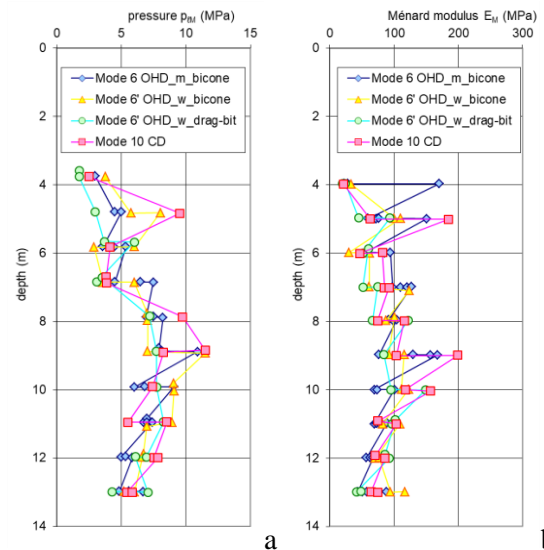 pressure pfM (MPa)
0 5 10 15
Mode 6 OHD_m_bicone
Mode 6' OHD_w_bicone
Mode 6' OHD_w_drag-bit
Mode 10 CD
depth (m)
0
2
4
6
8
10
12
14
a
Ménard modulus EM (MPa)
0 100 200 300
Mode 6 OHD_m_bicone
Mode 6' OHD_w_bicone
Mode 6' OHD_w_drag-bit
Mode 10 CD
depth (m)
0
2
4
6
8
10
12
14